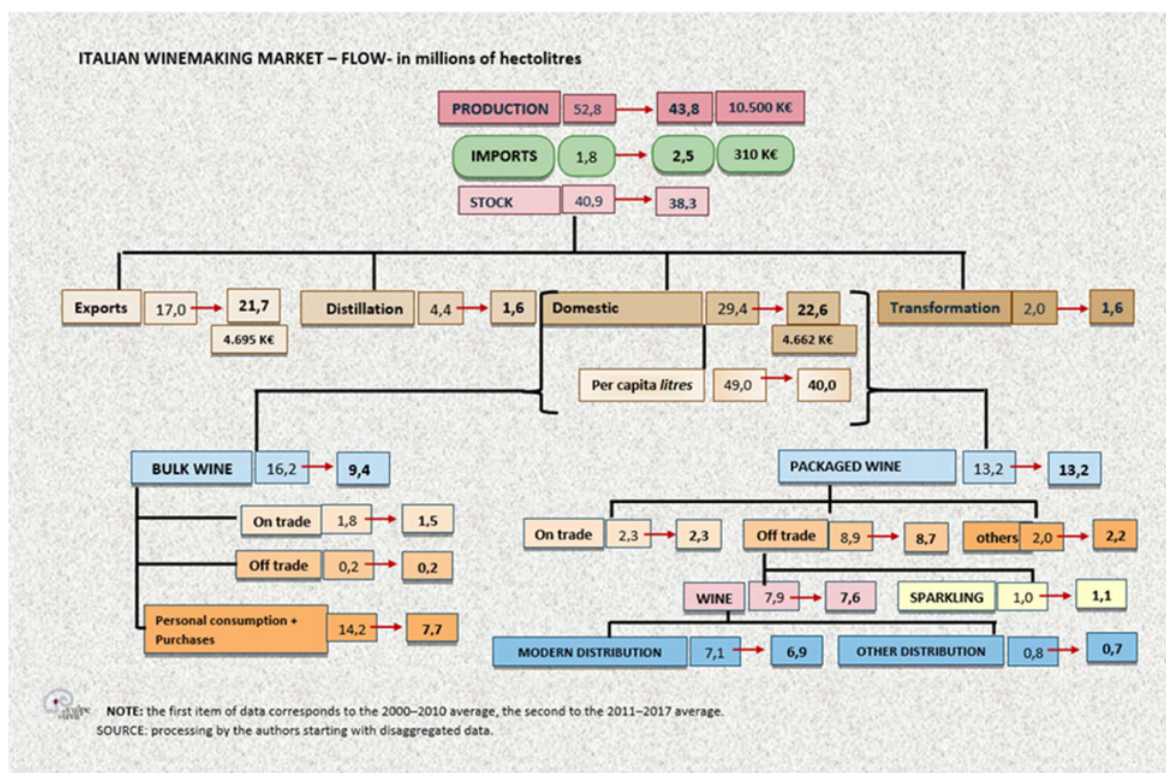 ITALIAN WINEMAKING MARKET – FLOW- in millions of hectolitres
PRODUCTION 52,8 43,8 10.500 K€
IMPORTS 1,8 2,5 310 K€
STOCK 40,9 38,3
Exports 17,0 21,7 Distillation 4,4 1,6 Domestic 29,4 22,6 Transformation 2,0 1,6
4.695 K€ 4.662 K€
Per capita litres 49,0 40,0
BULK WINE 16,2 9,4 PACKAGED WINE 13,2 13,2
On trade 1,8 1,5 On trade 2,3 2,3 Off trade 8,9 8,7 others 2,0 2,2
Off trade 0,2 0,2 WINE 7,9 7,6 SPARKLING 1,0 1,1
Personal consumption +
Purchases 14,2 7,7
MODERN DISTRIBUTION 7,1 6,9 OTHER DISTRIBUTION 0,8 0,7
NOTE: the first item of data corresponds to the 2000–2010 average, the second to the 2011–2017 average.
SOURCE: processing by the authors starting with disaggregated data.